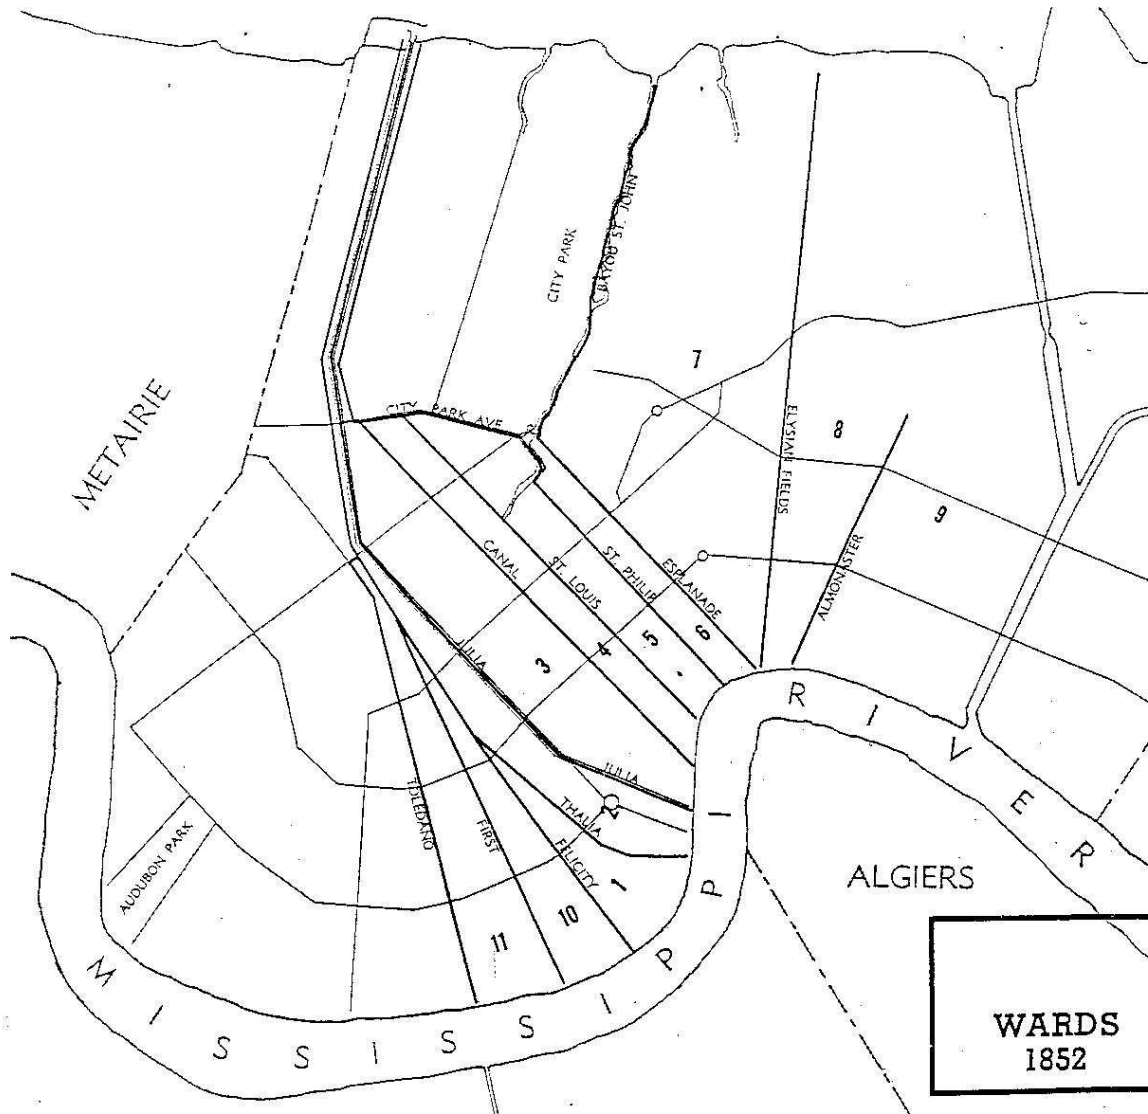 CITY PARK
BAYOU ST. JOHN
7
METAIRIE
CITY PARK AVE
ELYSIAN FIELDS
8
9
CANAL
ST. LOUIS
ST. PHILIP
ESPLANADE
ALMONASTER
JULIA
3
4
5
6
JULIA
TOLEDANO
FIRST
THALIA
2
FELICITY
1
AUDUBON PARK
11
10
ALGIERS
MISSISSIPPI
RIVER
WARDS
1852